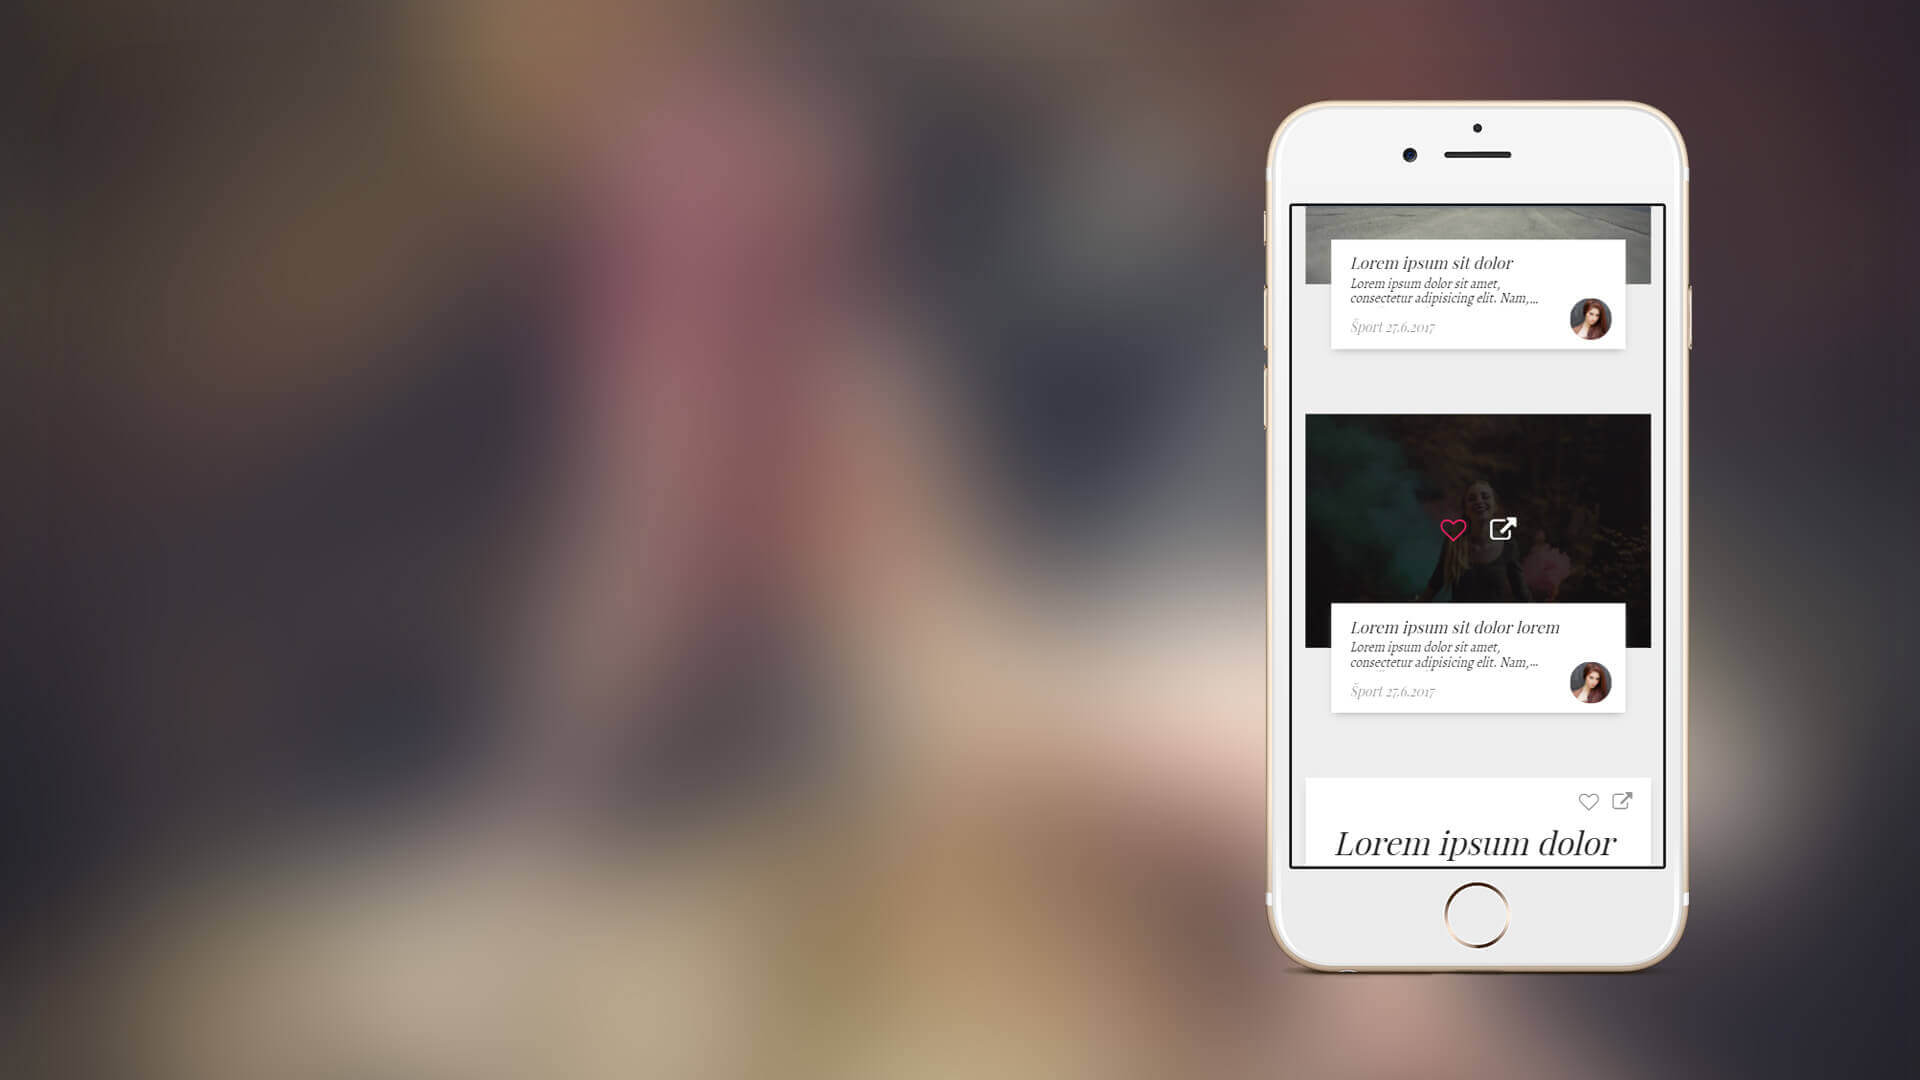 Lorem ipsum sit dolor
Lorem ipsum dolor sit amet,
consectetur adipisicing elit. Nam,...
Šport 27.6.2017
Lorem ipsum sit dolor lorem
Lorem ipsum dolor sit amet,
consectetur adipisicing elit. Nam,...
Šport 27.6.2017
Lorem ipsum dolor